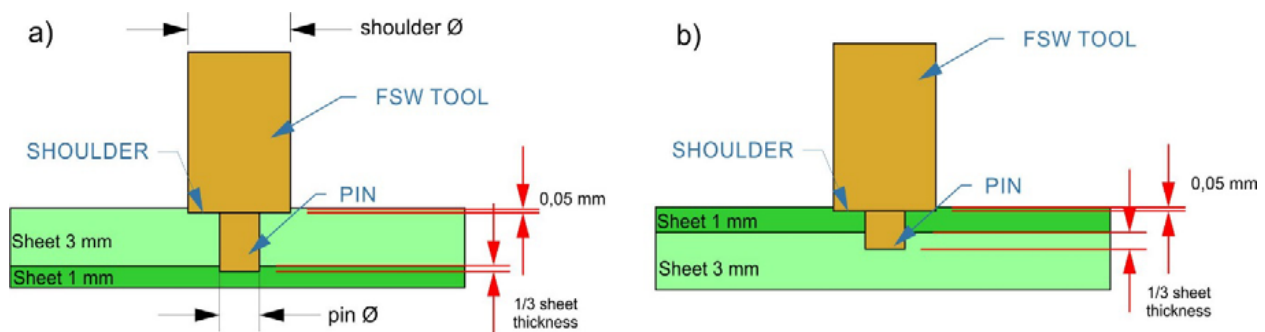 a)
shoulder Ø
FSW TOOL
SHOULDER
PIN
0,05 mm
Sheet 3 mm
Sheet 1 mm
pin Ø
1/3 sheet
thickness
b)
FSW TOOL
SHOULDER
PIN
0,05 mm
Sheet 1 mm
Sheet 3 mm
1/3 sheet
thickness